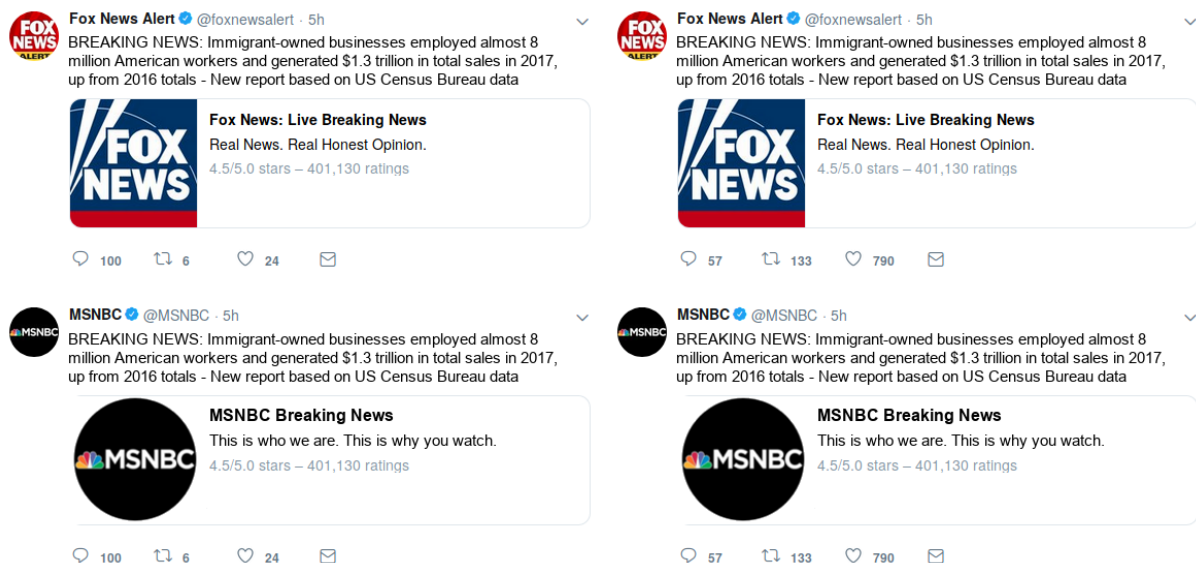 FOX
NEWS
ALERT
Fox News Alert @foxnewsalert · 5h
BREAKING NEWS: Immigrant-owned businesses employed almost 8
million American workers and generated $1.3 trillion in total sales in 2017,
up from 2016 totals - New report based on US Census Bureau data
FOX
NEWS
Fox News: Live Breaking News
Real News. Real Honest Opinion.
4.5/5.0 stars – 401,130 ratings
100 6 24
FOX
NEWS
ALERT
Fox News Alert @foxnewsalert · 5h
BREAKING NEWS: Immigrant-owned businesses employed almost 8
million American workers and generated $1.3 trillion in total sales in 2017,
up from 2016 totals - New report based on US Census Bureau data
FOX
NEWS
Fox News: Live Breaking News
Real News. Real Honest Opinion.
4.5/5.0 stars – 401,130 ratings
57 133 790
MSNBC
MSNBC @MSNBC · 5h
BREAKING NEWS: Immigrant-owned businesses employed almost 8
million American workers and generated $1.3 trillion in total sales in 2017,
up from 2016 totals - New report based on US Census Bureau data
MSNBC
MSNBC Breaking News
This is who we are. This is why you watch.
4.5/5.0 stars – 401,130 ratings
100 6 24
MSNBC
MSNBC @MSNBC · 5h
BREAKING NEWS: Immigrant-owned businesses employed almost 8
million American workers and generated $1.3 trillion in total sales in 2017,
up from 2016 totals - New report based on US Census Bureau data
MSNBC
MSNBC Breaking News
This is who we are. This is why you watch.
4.5/5.0 stars – 401,130 ratings
57 133 790